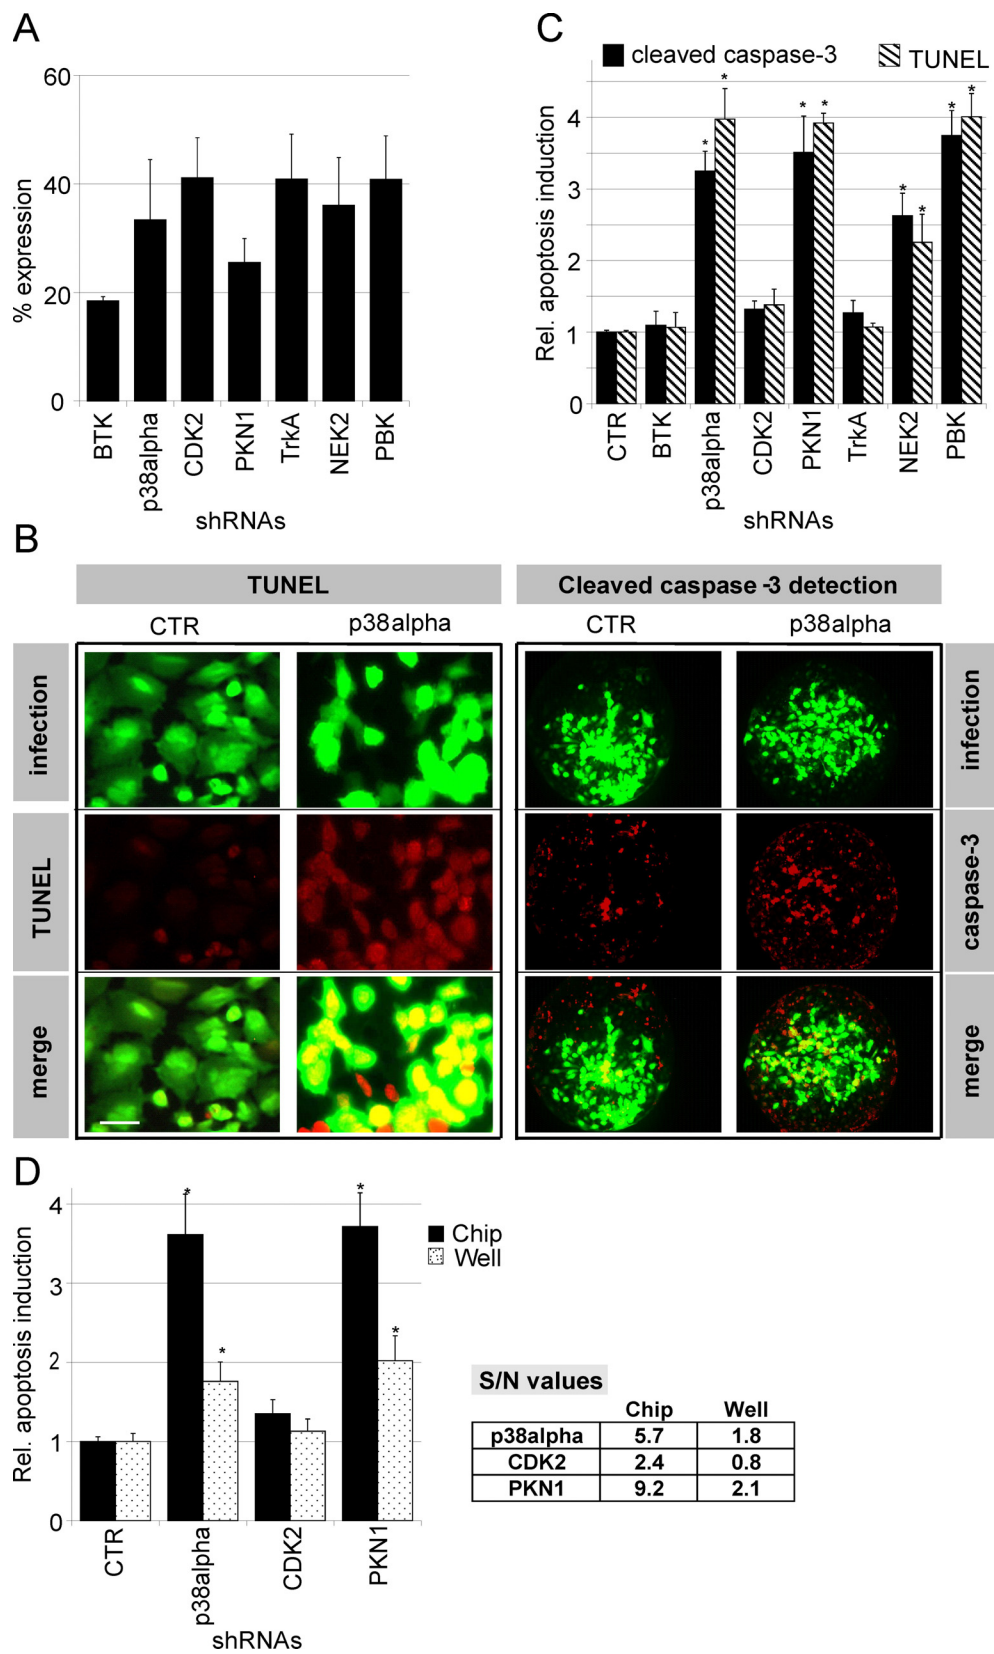 A
60
40
20
0
% expression
BTK
p38alpha
CDK2
PKN1
TrkA
NEK2
PBK
shRNAs
C
cleaved caspase-3
TUNEL
4
3
2
1
0
Rel. apoptosis induction
* * * * * * * *
CTR
BTK
p38alpha
CDK2
PKN1
TrkA
NEK2
PBK
shRNAs
B
TUNEL
Cleaved caspase -3 detection
CTR
p38alpha
CTR
p38alpha
infection
infection
TUNEL
caspase-3
merge
merge
D
4
3
2
1
0
Rel. apoptosis induction
* * * *
Chip
Well
CTR
p38alpha
CDK2
PKN1
shRNAs
S/N values
Chip Well
p38alpha 5.7 1.8
CDK2 2.4 0.8
PKN1 9.2 2.1